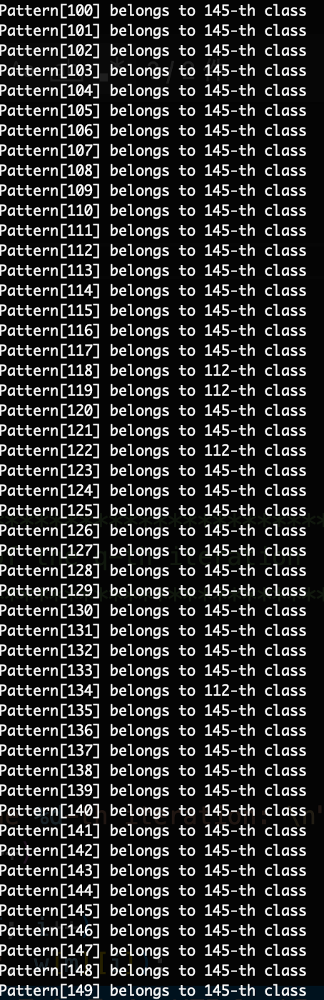 Pattern[100] belongs to 145-th class
Pattern[101] belongs to 145-th class
Pattern[102] belongs to 145-th class
Pattern[103] belongs to 145-th class
Pattern[104] belongs to 145-th class
Pattern[105] belongs to 145-th class
Pattern[106] belongs to 145-th class
Pattern[107] belongs to 145-th class
Pattern[108] belongs to 145-th class
Pattern[109] belongs to 145-th class
Pattern[110] belongs to 145-th class
Pattern[111] belongs to 145-th class
Pattern[112] belongs to 145-th class
Pattern[113] belongs to 145-th class
Pattern[114] belongs to 145-th class
Pattern[115] belongs to 145-th class
Pattern[116] belongs to 145-th class
Pattern[117] belongs to 145-th class
Pattern[118] belongs to 112-th class
Pattern[119] belongs to 112-th class
Pattern[120] belongs to 145-th class
Pattern[121] belongs to 145-th class
Pattern[122] belongs to 112-th class
Pattern[123] belongs to 145-th class
Pattern[124] belongs to 145-th class
Pattern[125] belongs to 145-th class
Pattern[126] belongs to 145-th class
Pattern[127] belongs to 145-th class
Pattern[128] belongs to 145-th class
Pattern[129] belongs to 145-th class
Pattern[130] belongs to 145-th class
Pattern[131] belongs to 145-th class
Pattern[132] belongs to 145-th class
Pattern[133] belongs to 145-th class
Pattern[134] belongs to 112-th class
Pattern[135] belongs to 145-th class
Pattern[136] belongs to 145-th class
Pattern[137] belongs to 145-th class
Pattern[138] belongs to 145-th class
Pattern[139] belongs to 145-th class
Pattern[140] belongs to 145-th class
Pattern[141] belongs to 145-th class
Pattern[142] belongs to 145-th class
Pattern[143] belongs to 145-th class
Pattern[144] belongs to 145-th class
Pattern[145] belongs to 145-th class
Pattern[146] belongs to 145-th class
Pattern[147] belongs to 145-th class
Pattern[148] belongs to 145-th class
Pattern[149] belongs to 145-th class